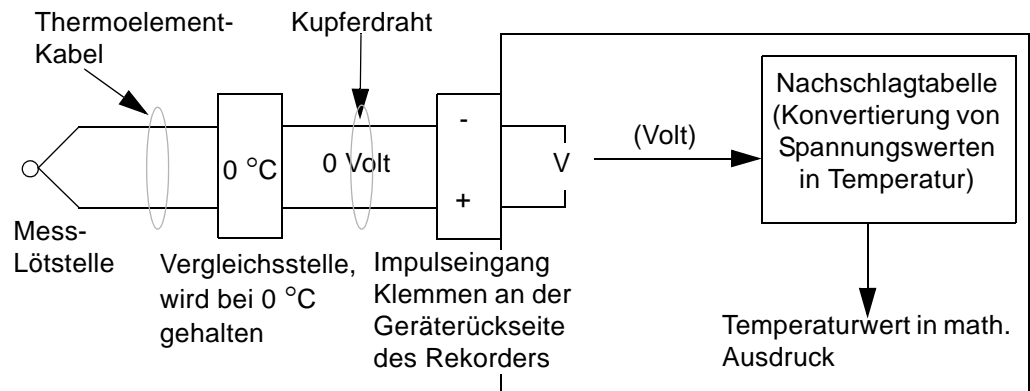 Thermoelement-
Kabel
Kupferdraht
Nachschlagtabelle
(Konvertierung von
Spannungswerten
in Temperatur)
(Volt)
-
0 °C
0 Volt
V
+
Mess-
Lötstelle
Vergleichsstelle,
wird bei 0 °C
gehalten
Impulseingang
Klemmen an der
Geräterückseite
des Rekorders
Temperaturwert in math.
Ausdruck